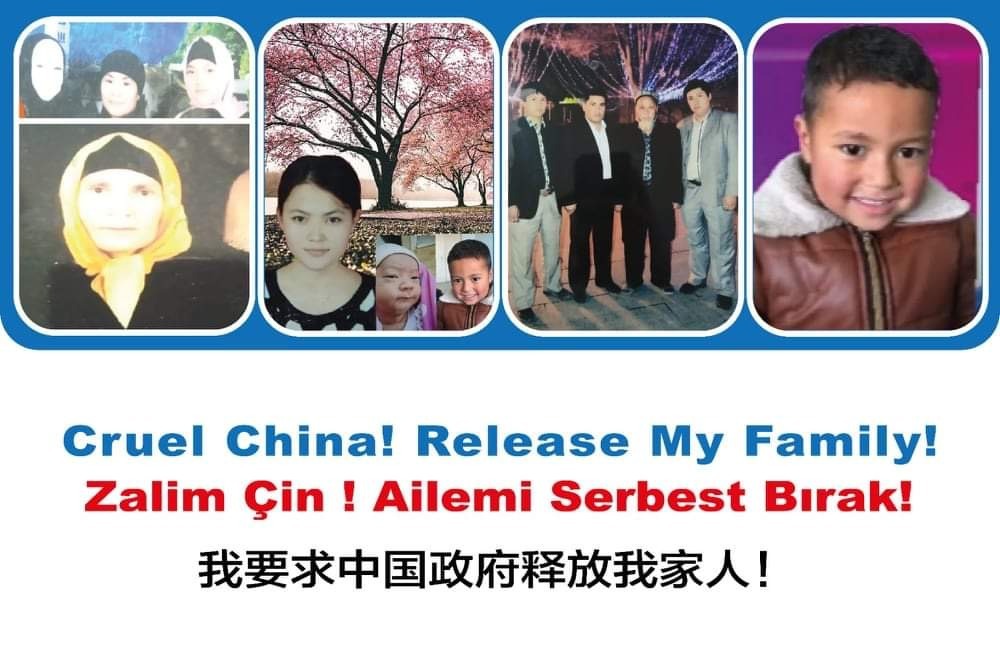 Cruel China! Release My Family!
Zalim Çin ! Ailemi Serbest Bırak!
我要求中国政府释放我家人！